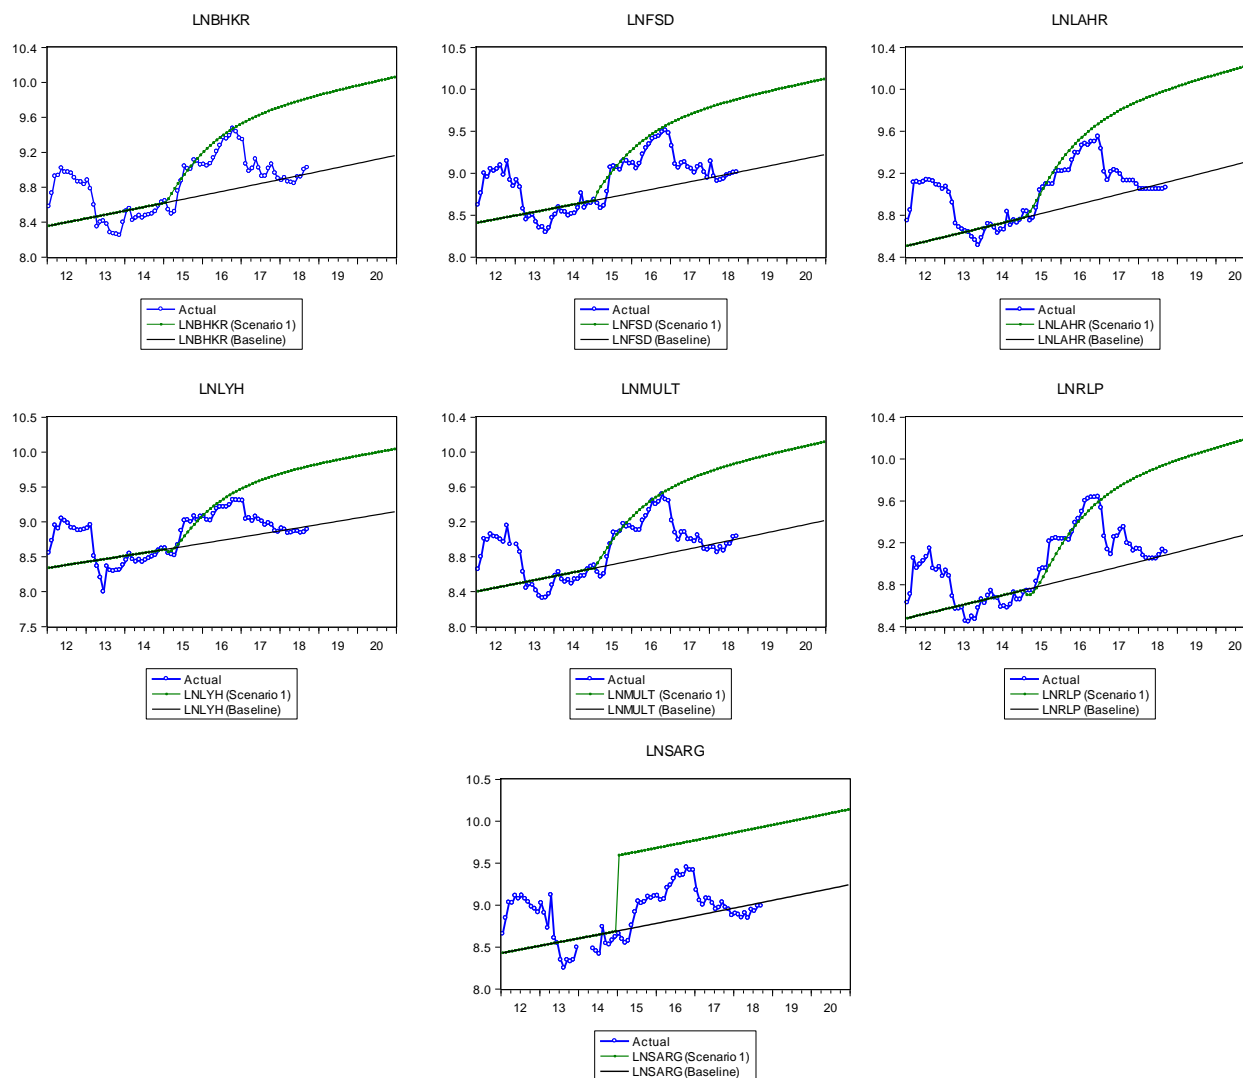 LNBHKR
10.4
10.0
9.6
9.2
8.8
8.4
8.0
12 13 14 15 16 17 18 19 20
Actual
LNBHKR (Scenario 1)
LNBHKR (Baseline)
LNFSD
10.5
10.0
9.5
9.0
8.5
8.0
12 13 14 15 16 17 18 19 20
Actual
LNFSD (Scenario 1)
LNFSD (Baseline)
LNLAHR
10.4
10.0
9.6
9.2
8.8
8.4
12 13 14 15 16 17 18 19 20
Actual
LNLAHR (Scenario 1)
LNLAHR (Baseline)
LNLYH
10.5
10.0
9.5
9.0
8.5
8.0
7.5
12 13 14 15 16 17 18 19 20
Actual
LNLYH (Scenario 1)
LNLYH (Baseline)
LNMULT
10.4
10.0
9.6
9.2
8.8
8.4
8.0
12 13 14 15 16 17 18 19 20
Actual
LNMULT (Scenario 1)
LNMULT (Baseline)
LNRLP
10.4
10.0
9.6
9.2
8.8
8.4
12 13 14 15 16 17 18 19 20
Actual
LNRLP (Scenario 1)
LNRLP (Baseline)
LNSARG
10.5
10.0
9.5
9.0
8.5
8.0
12 13 14 15 16 17 18 19 20
Actual
LNSARG (Scenario 1)
LNSARG (Baseline)